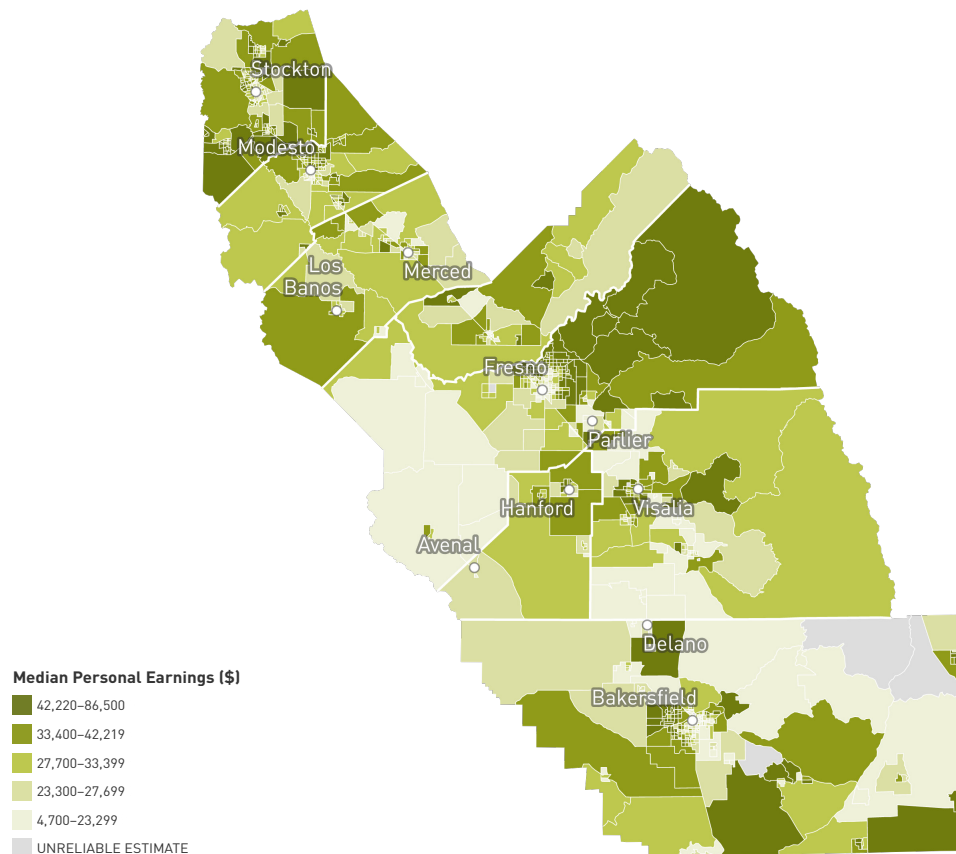 Stockton
Modesto
Los
Banos
Merced
Fresno
Parlier
Hanford
Visalia
Avenal
Delano
Bakersfield
Median Personal Earnings ($)
42,220–86,500
33,400–42,219
27,700–33,399
23,300–27,699
4,700–23,299
UNRELIABLE ESTIMATE